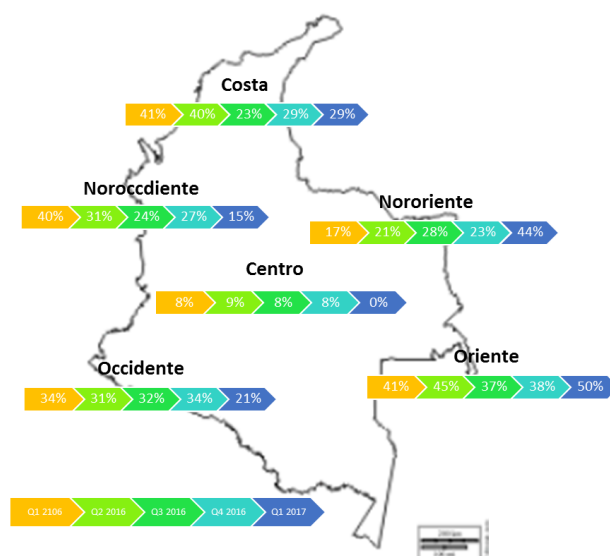 Costa
41% 40% 23% 29% 29%
Noroccdiente
40% 31% 24% 27% 15%
Nororiente
17% 21% 28% 23% 44%
Centro
8% 9% 8% 8% 0%
Oriente
41% 45% 37% 38% 50%
Occidente
34% 31% 32% 34% 21%
Q1 2106 Q2 2016 Q3 2016 Q4 2016 Q1 2017